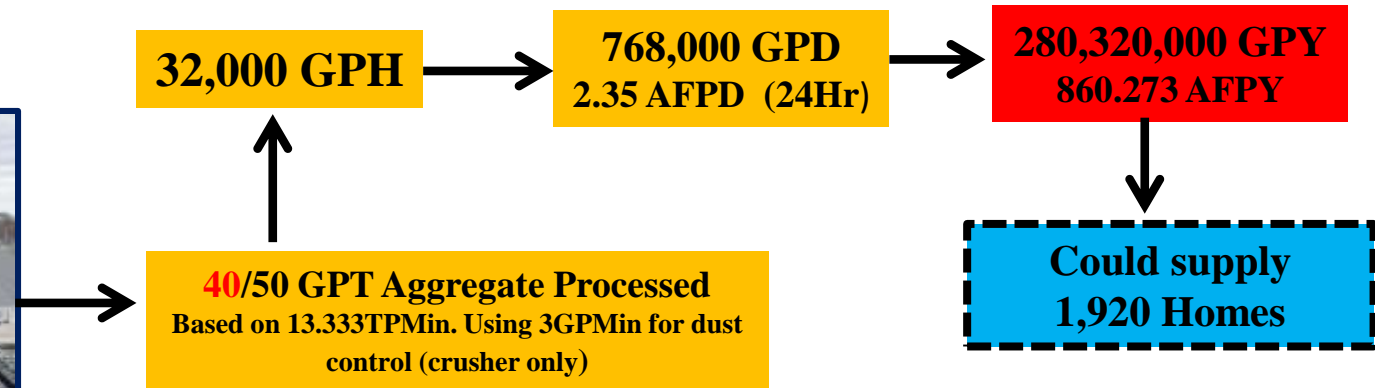 32,000 GPH
768,000 GPD
2.35 AFPD (24Hr)
280,320,000 GPY
860.273 AFPY
40/50 GPT Aggregate Processed
Based on 13.333TPMin. Using 3GPMin for dust
control (crusher only)
Could supply
1,920 Homes